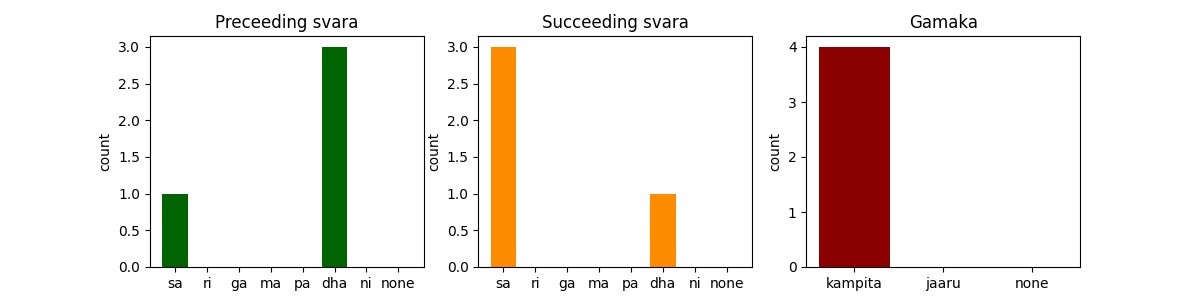 Preceeding svara
count
3.0
2.5
2.0
1.5
1.0
0.5
0.0
sa ri ga ma pa dha ni none
Succeeding svara
count
3.0
2.5
2.0
1.5
1.0
0.5
0.0
sa ri ga ma pa dha ni none
Gamaka
count
4
3
2
1
0
kampita jaaru none